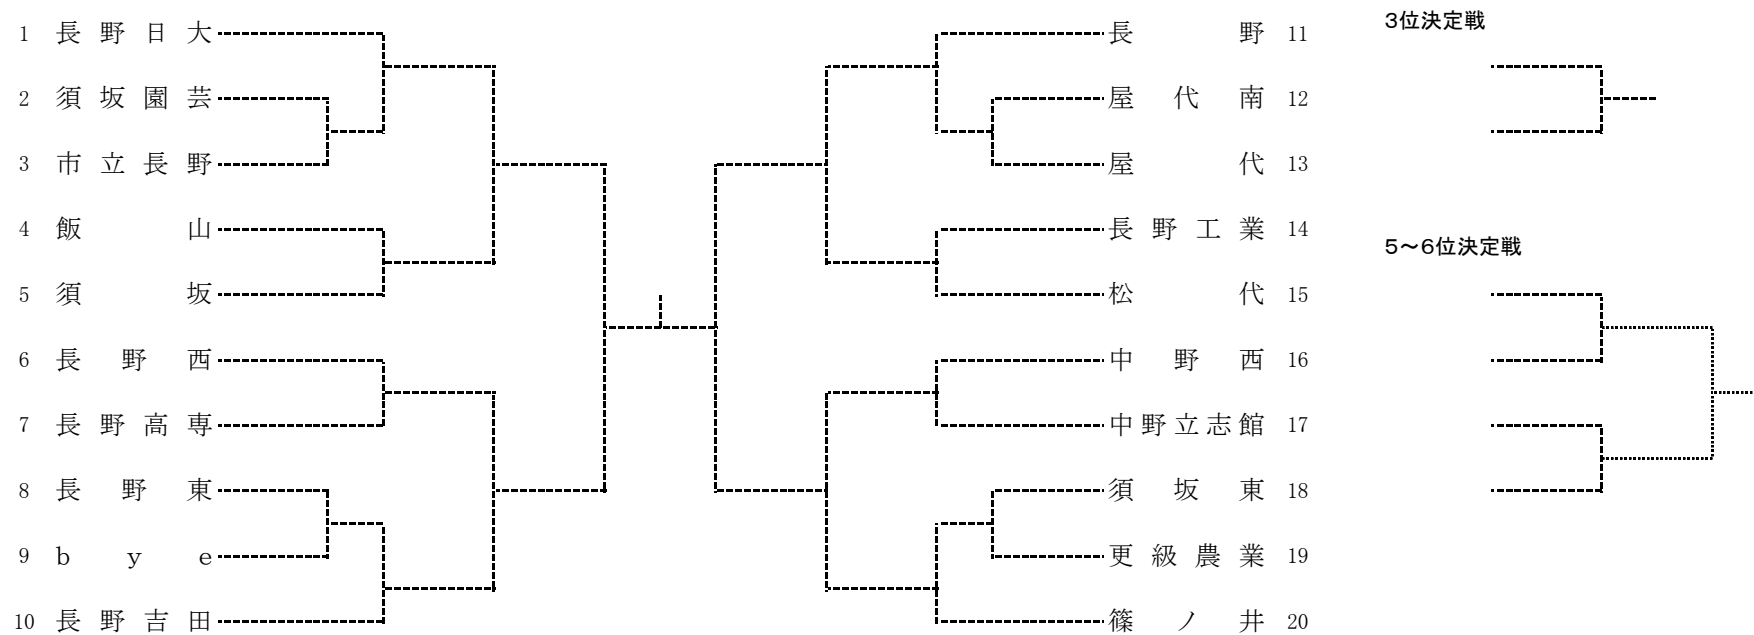 1 長野日大
2 須坂園芸
3 市立長野
4 飯山
5 須坂
6 長野西
7 長野高専
8 長野東
9 bye
10 長野吉田
長野 11
屋代南 12
屋代 13
長野工業 14
松代 15
中野西 16
中野立志館 17
須坂東 18
更級農業 19
篠ノ井 20
3位決定戦
5～6位決定戦